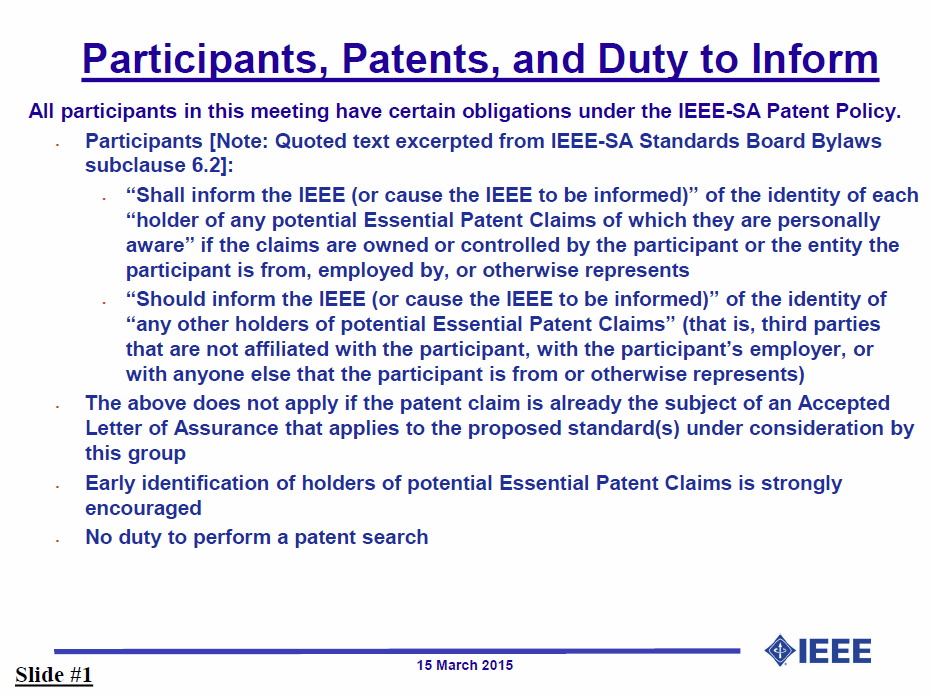 Participants, Patents, and Duty to Inform
All participants in this meeting have certain obligations under the IEEE-SA Patent Policy.
· Participants [Note: Quoted text excerpted from IEEE-SA Standards Board Bylaws
subclause 6.2]:
· “Shall inform the IEEE (or cause the IEEE to be informed)” of the identity of each
“holder of any potential Essential Patent Claims of which they are personally
aware” if the claims are owned or controlled by the participant or the entity the
participant is from, employed by, or otherwise represents
· “Should inform the IEEE (or cause the IEEE to be informed)” of the identity of
“any other holders of potential Essential Patent Claims” (that is, third parties
that are not affiliated with the participant, with the participant’s employer, or
with anyone else that the participant is from or otherwise represents)
· The above does not apply if the patent claim is already the subject of an Accepted
Letter of Assurance that applies to the proposed standard(s) under consideration by
this group
· Early identification of holders of potential Essential Patent Claims is strongly
encouraged
· No duty to perform a patent search
15 March 2015
IEEE
Slide #1